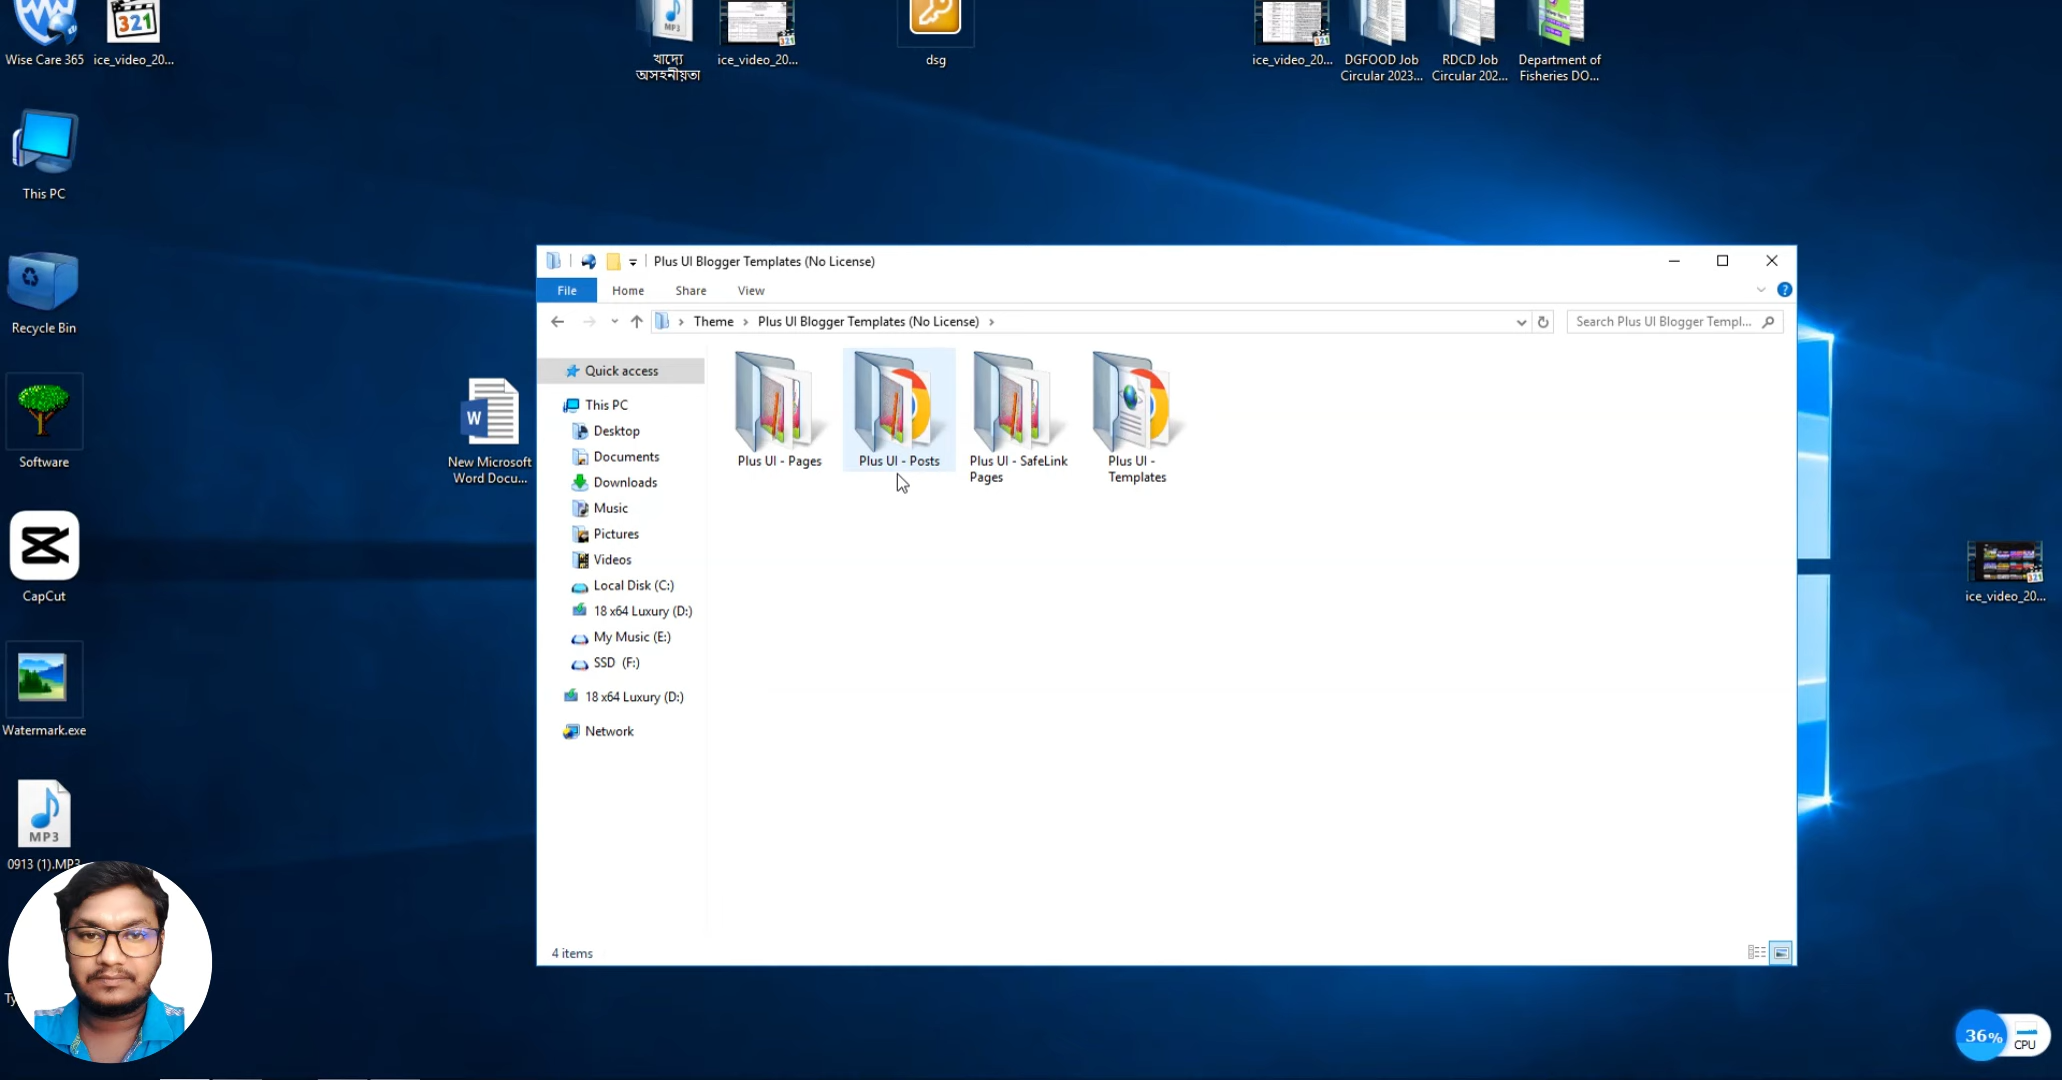 Wise Care 365
ice_video_20...
খাদ্যে
অসহনীয়তা
MP3
ice_video_20...
321
dsg
ice_video_20...
DGFOOD Job
Circular 2023...
RDCD Job
Circular 202...
Department of
Fisheries DO...
This PC
Recycle Bin
Software
CapCut
Watermark.exe
MP3
0913 (1).MP3
W
New Microsoft
Word Docu...
Plus UI Blogger Templates (No License)
File
Home
Share
View
Theme
Plus UI Blogger Templates (No License)
Search Plus UI Blogger Templ...
Quick access
This PC
Desktop
Documents
Downloads
Music
Pictures
Videos
Local Disk (C:)
18 x64 Luxury (D:)
My Music (E:)
SSD (F:)
18 x64 Luxury (D:)
Network
Plus UI - Pages
Plus UI - Posts
Plus UI - SafeLink
Pages
Plus UI -
Templates
4 items
ice_video_20...
36%
CPU